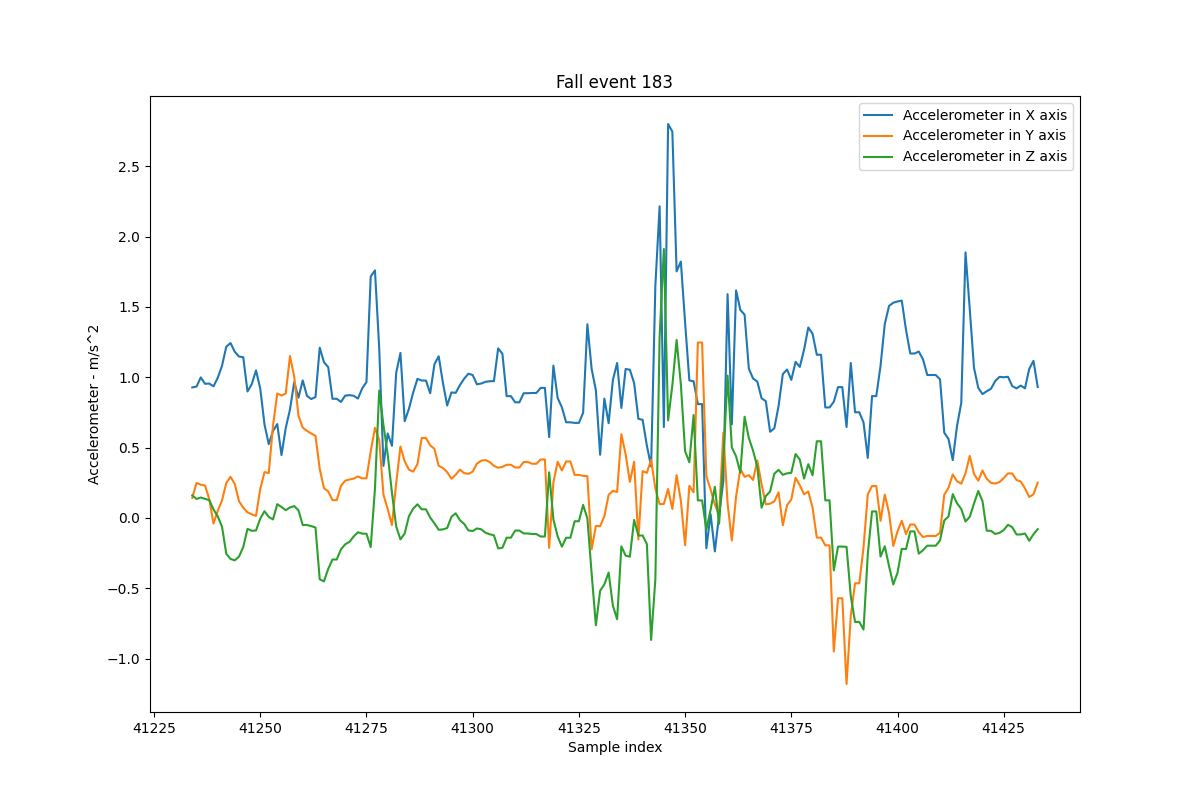 Fall event 183
Accelerometer in X axis
Accelerometer in Y axis
Accelerometer in Z axis
Accelerometer - m/s^2
2.5
2.0
1.5
1.0
0.5
0.0
−0.5
−1.0
41225 41250 41275 41300 41325 41350 41375 41400 41425
Sample index